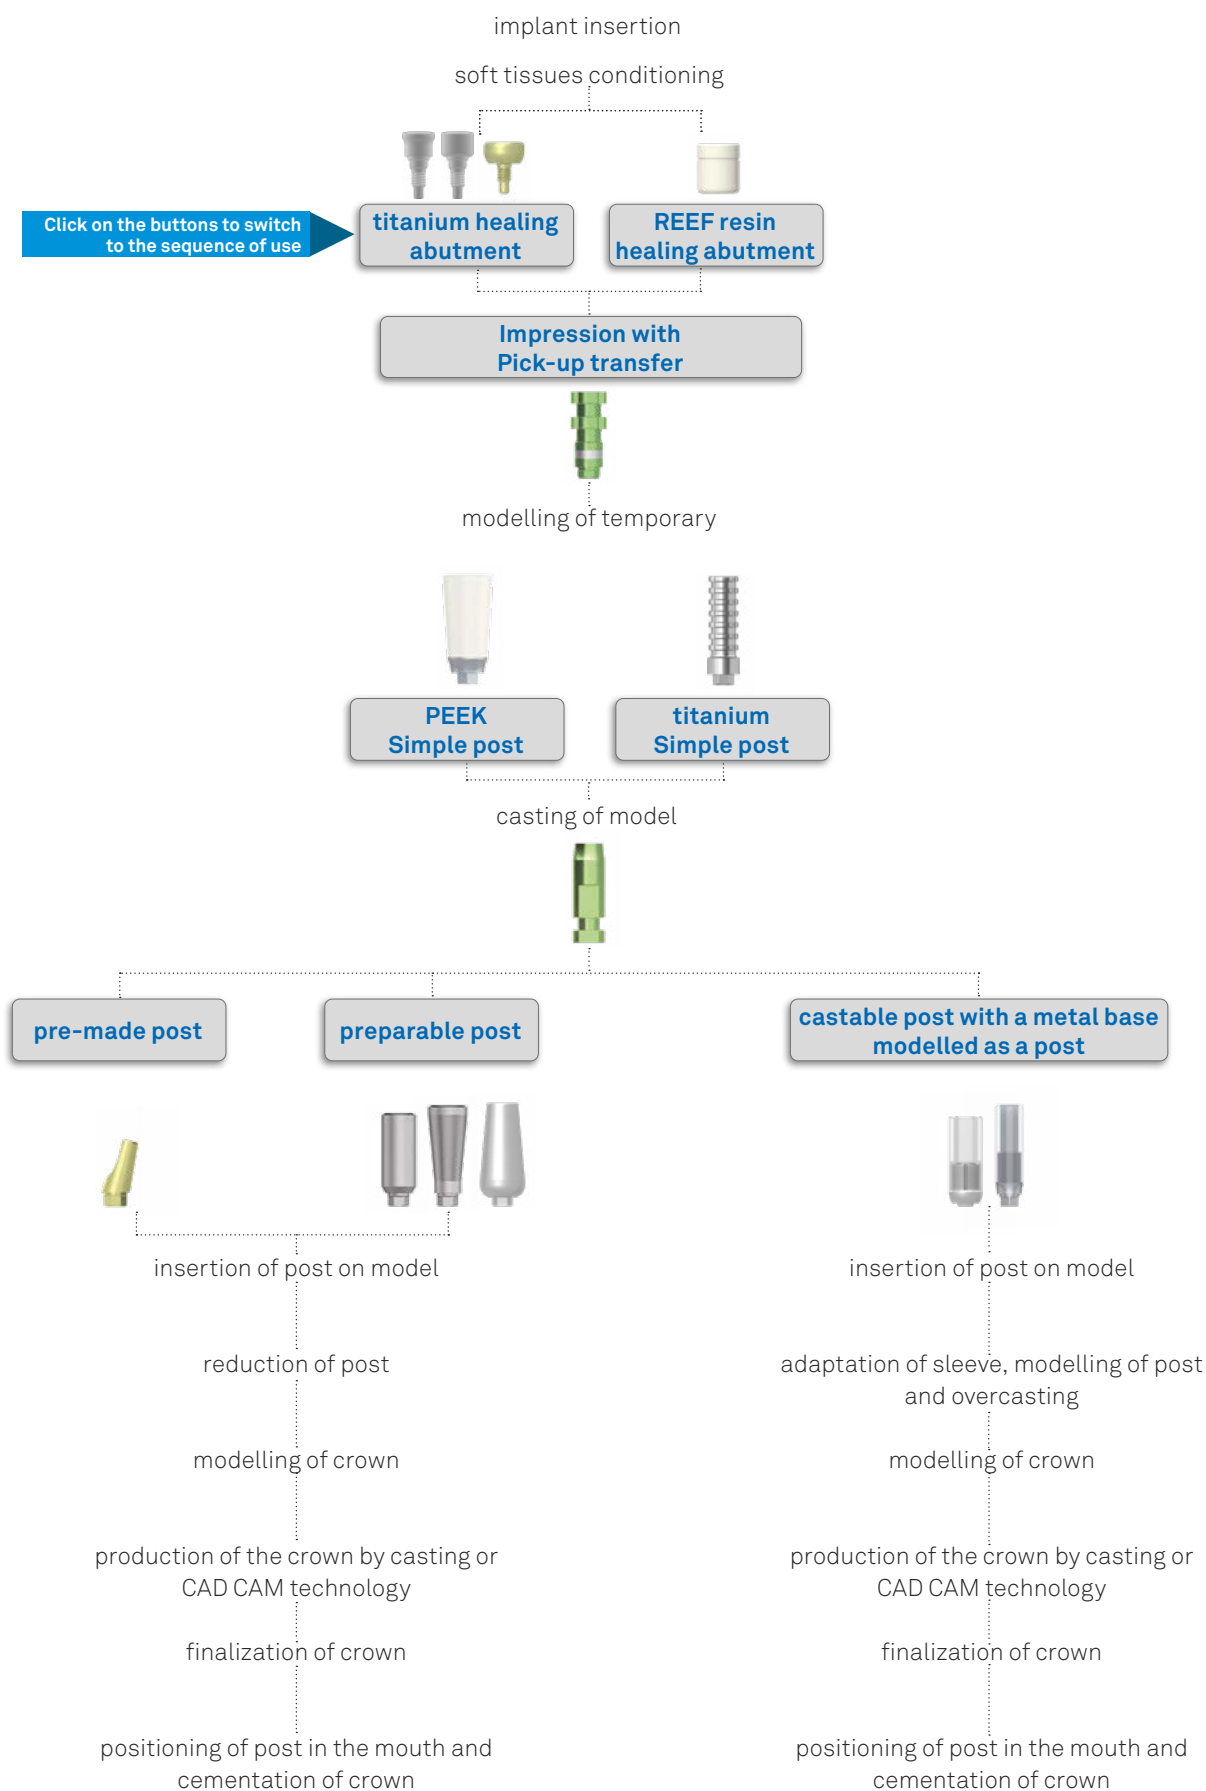 implant insertion
soft tissues conditioning
Click on the buttons to switch
to the sequence of use
titanium healing
abutment
REEF resin
healing abutment
Impression with
Pick-up transfer
modelling of temporary
PEEK
Simple post
titanium
Simple post
casting of model
pre-made post
preparable post
castable post with a metal base
modelled as a post
insertion of post on model
reduction of post
modelling of crown
production of the crown by casting or
CAD CAM technology
finalization of crown
positioning of post in the mouth and
cementation of crown
insertion of post on model
adaptation of sleeve, modelling of post
and overcasting
modelling of crown
production of the crown by casting or
CAD CAM technology
finalization of crown
positioning of post in the mouth and
cementation of crown